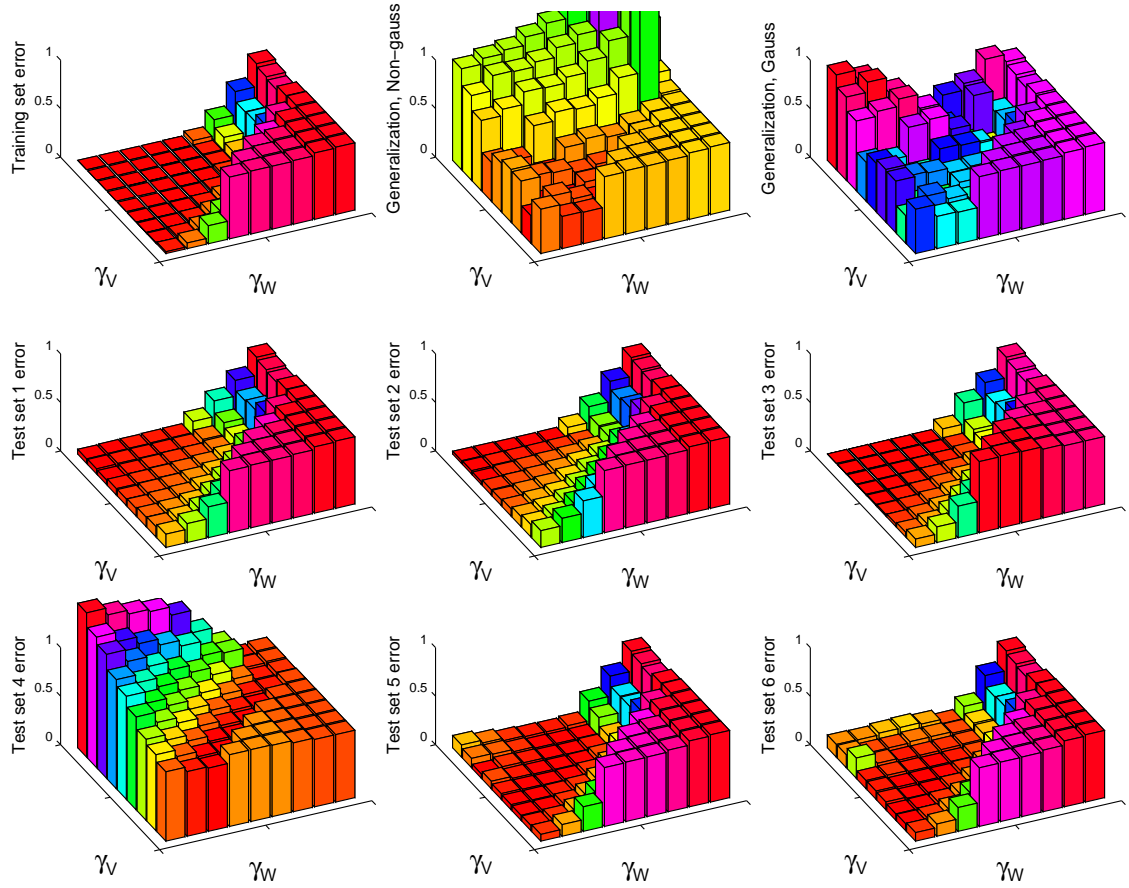 Training set error
1
0.5
0
γV
γW
Generalization, Non−gauss
1
0.5
0
γV
γW
Generalization, Gauss
1
0.5
0
γV
γW
Test set 1 error
1
0.5
0
γV
γW
Test set 2 error
1
0.5
0
γV
γW
Test set 3 error
1
0.5
0
γV
γW
Test set 4 error
1
0.5
0
γV
γW
Test set 5 error
1
0.5
0
γV
γW
Test set 6 error
1
0.5
0
γV
γW